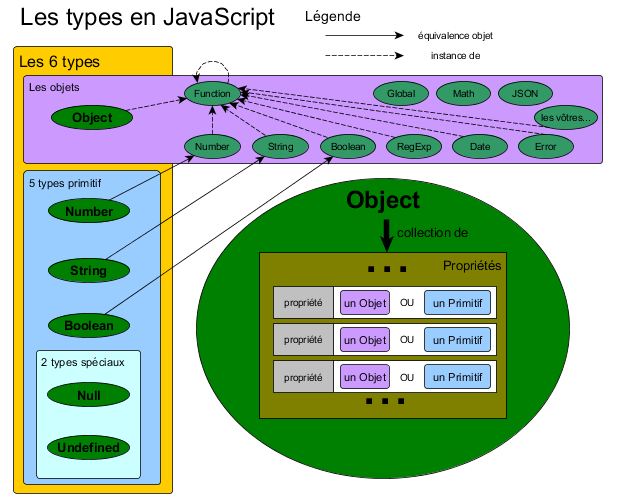 Les types en JavaScript
Légende
équivalence objet
instance de
Les 6 types
Les objets
Object
Function
Global
Math
JSON
les vôtres...
Number
String
Boolean
RegExp
Date
Error
5 types primitif
Number
String
Boolean
2 types spéciaux
Null
Undefined
Object
collection de
Propriétés
propriété un Objet OU un Primitif
propriété un Objet OU un Primitif
propriété un Objet OU un Primitif